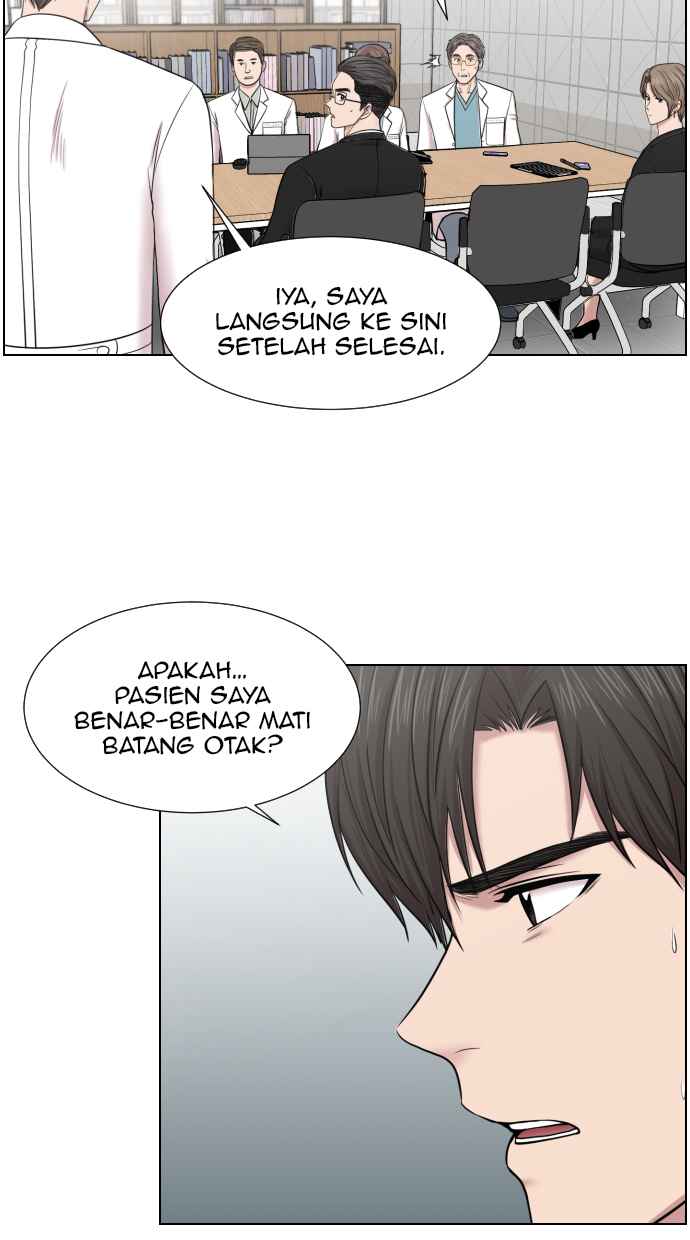 IYA, SAYA
LANGSUNG KE SINI
SETELAH SELESAI.
APAKAH...
PASIEN SAYA
BENAR-BENAR MATI
BATANG OTAK?